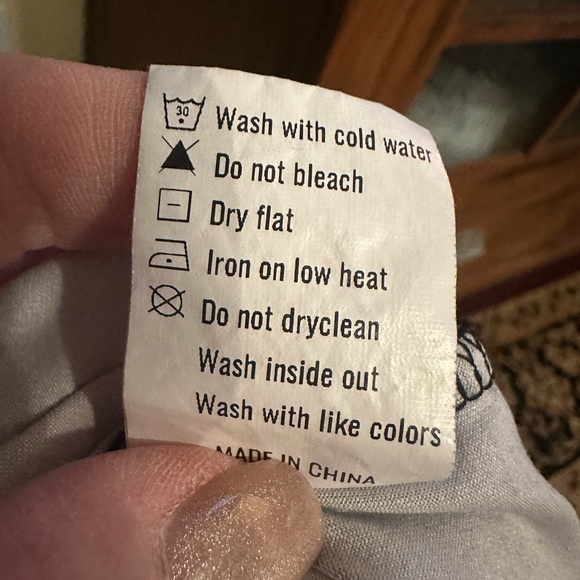 30 Wash with cold water
Do not bleach
Dry flat
Iron on low heat
Do not dryclean
Wash inside out
Wash with like colors
MADE IN CHINA